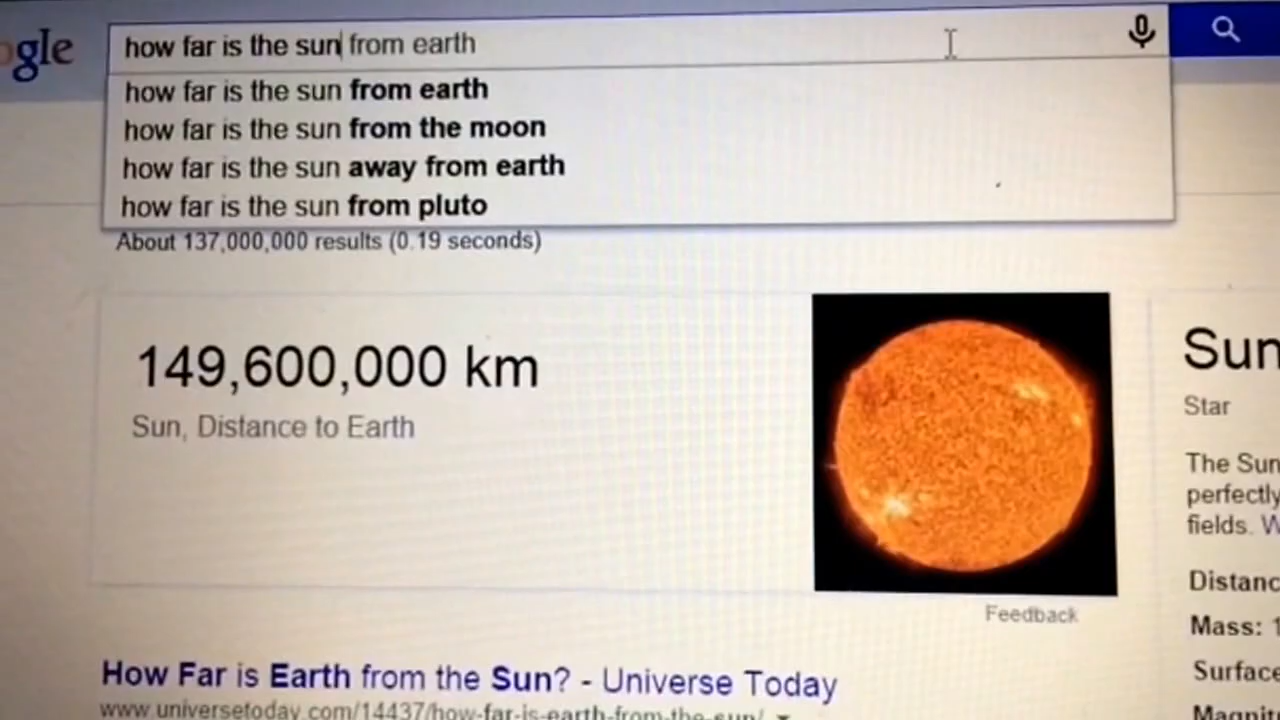 gle
how far is the sun from earth
how far is the sun from earth
how far is the sun from the moon
how far is the sun away from earth
how far is the sun from pluto
About 137,000,000 results (0.19 seconds)
149,600,000 km
Sun, Distance to Earth
Sun
Star
The Sun
perfectly
fields. W
Distanc
Mass: 1
Surface
Feedback
How Far is Earth from the Sun? - Universe Today
www.universetoday.com/14437/how-far-is-earth-from-the-sun/